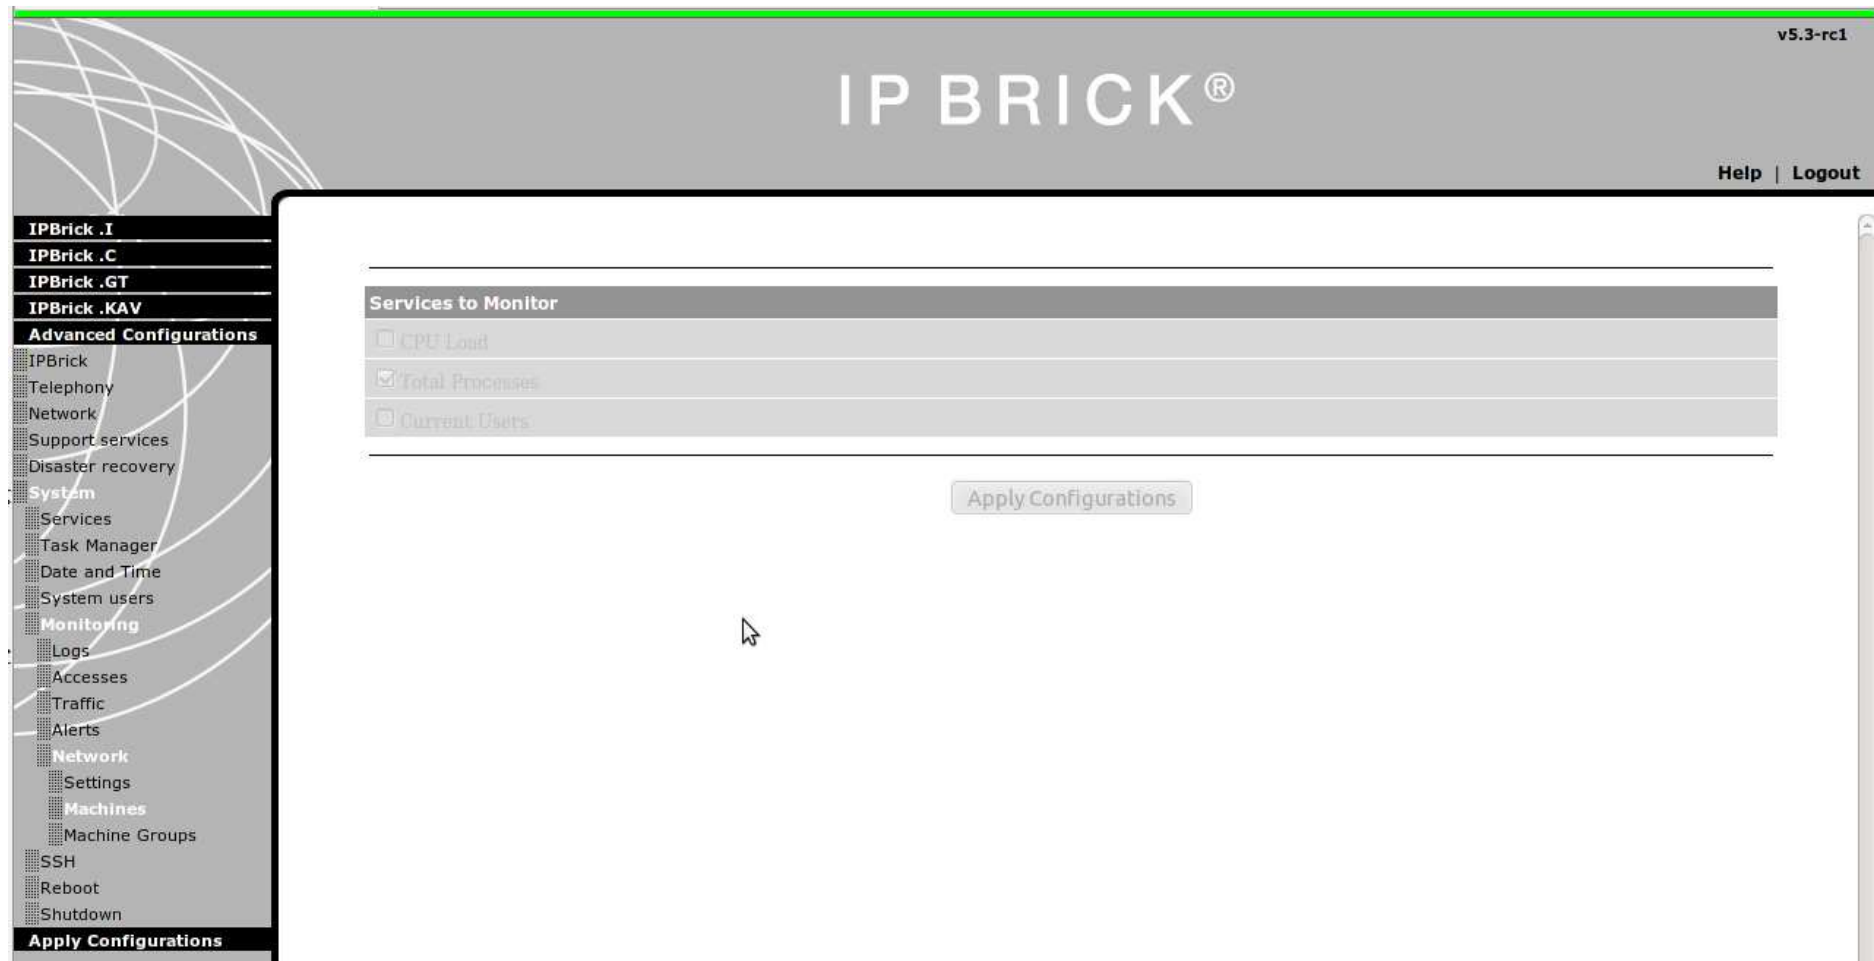 v5.3-rc1
IPBRICK®
Help | Logout
IPBrick .I
IPBrick .C
IPBrick .GT
IPBrick .KAV
Advanced Configurations
IPBrick
Telephony
Network
Support services
Disaster recovery
System
Services
Task Manager
Date and Time
System users
Monitoring
Logs
Accesses
Traffic
Alerts
Network
Settings
Machines
Machine Groups
SSH
Reboot
Shutdown
Apply Configurations
Services to Monitor
CPU Load
Total Processes
Current Users
Apply Configurations